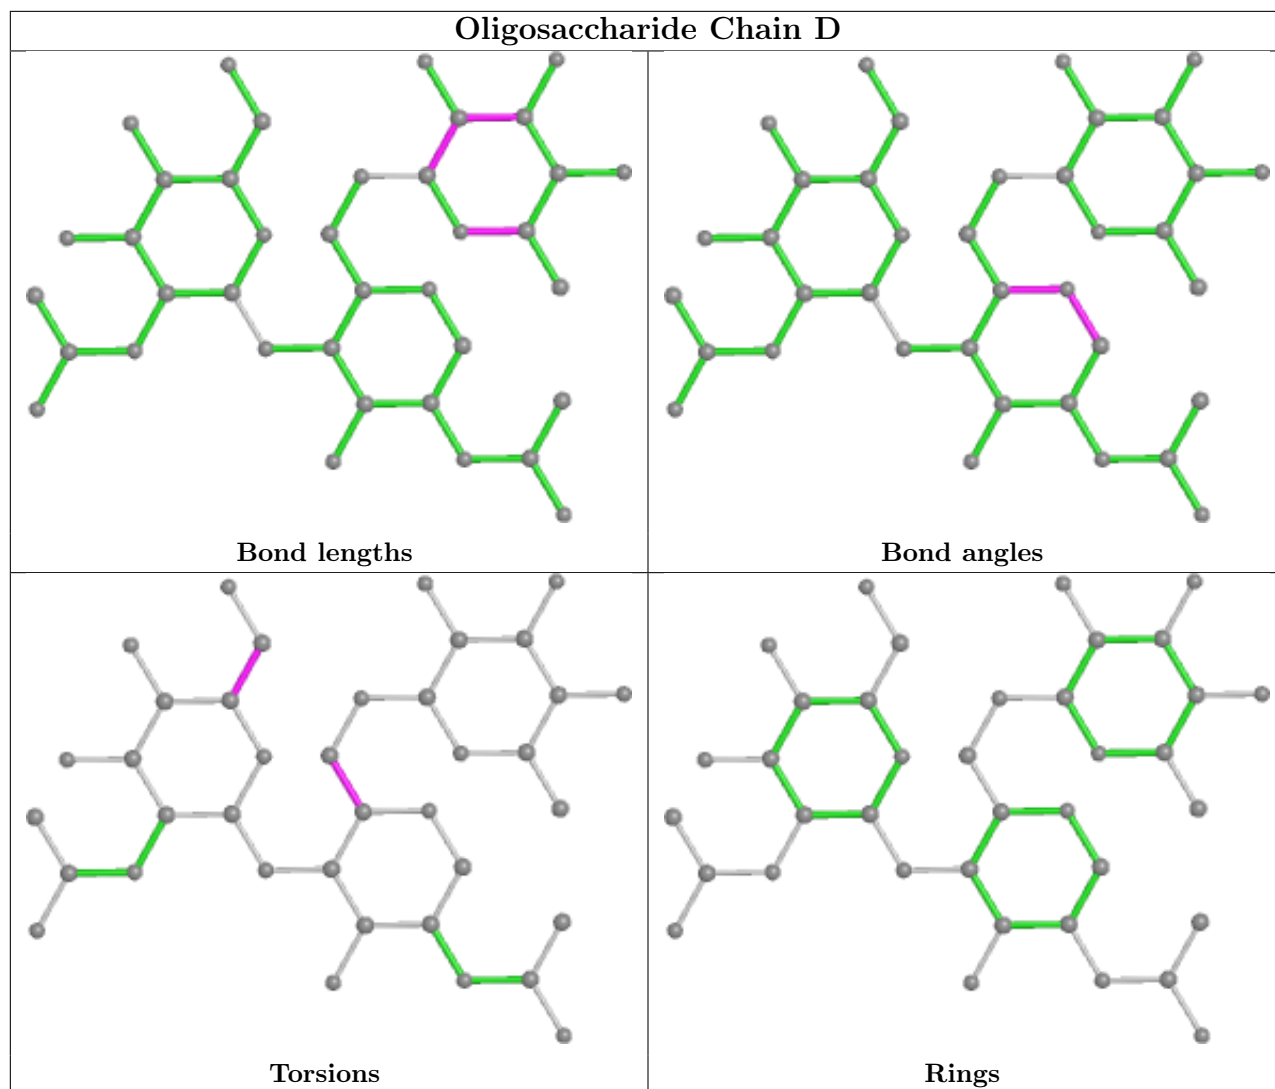 Oligosaccharide Chain D
Bond lengths
Bond angles
Torsions
Rings